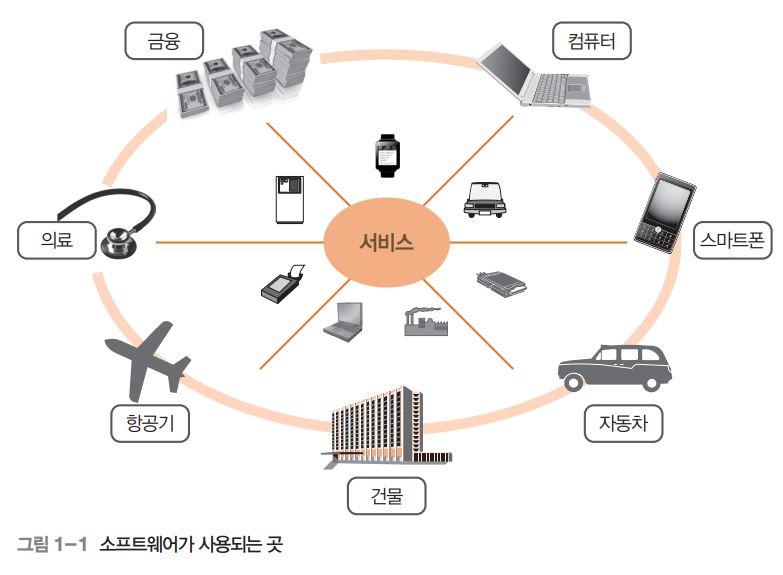 금융
컴퓨터
의료
서비스
스마트폰
항공기
자동차
건물
그림 1-1 소프트웨어가 사용되는 곳